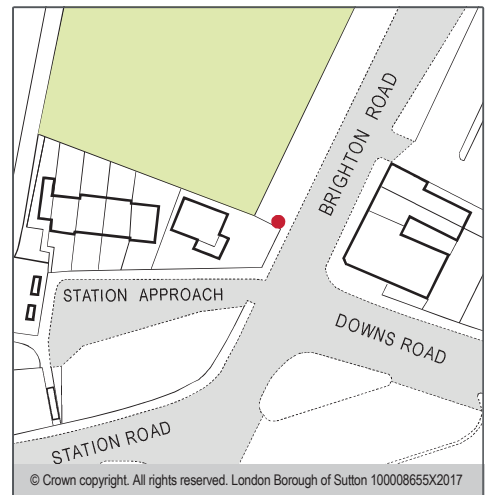 BRIGHTON ROAD
STATION APPROACH
DOWNS ROAD
STATION ROAD
© Crown copyright. All rights reserved. London Borough of Sutton 100008655X2017